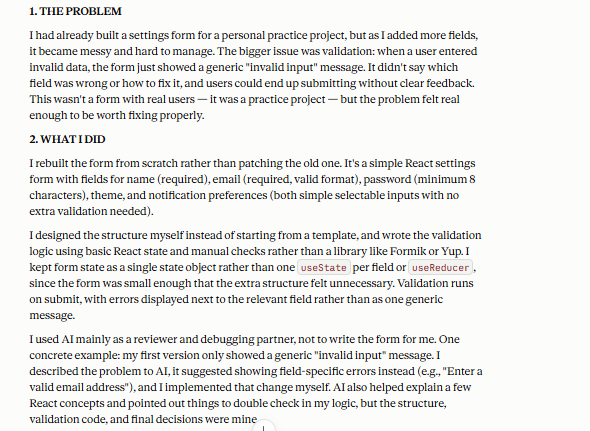 1. THE PROBLEM
I had already built a settings form for a personal practice project, but as I added more fields,
it became messy and hard to manage. The bigger issue was validation: when a user entered
invalid data, the form just showed a generic "invalid input" message. It didn't say which
field was wrong or how to fix it, and users could end up submitting without clear feedback.
This wasn't a form with real users — it was a practice project — but the problem felt real
enough to be worth fixing properly.
2. WHAT I DID
I rebuilt the form from scratch rather than patching the old one. It's a simple React settings
form with fields for name (required), email (required, valid format), password (minimum 8
characters), theme, and notification preferences (both simple selectable inputs with no
extra validation needed).
I designed the structure myself instead of starting from a template, and wrote the validation
logic using basic React state and manual checks rather than a library like Formik or Yup. I
kept form state as a single state object rather than one useState per field or useReducer,
since the form was small enough that the extra structure felt unnecessary. Validation runs
on submit, with errors displayed next to the relevant field rather than as one generic
message.
I used AI mainly as a reviewer and debugging partner, not to write the form for me. One
concrete example: my first version only showed a generic "invalid input" message. I
described the problem to AI, it suggested showing field-specific errors instead (e.g., "Enter a
valid email address"), and I implemented that change myself. AI also helped explain a few
React concepts and pointed out things to double check in my logic, but the structure,
validation code, and final decisions were mine